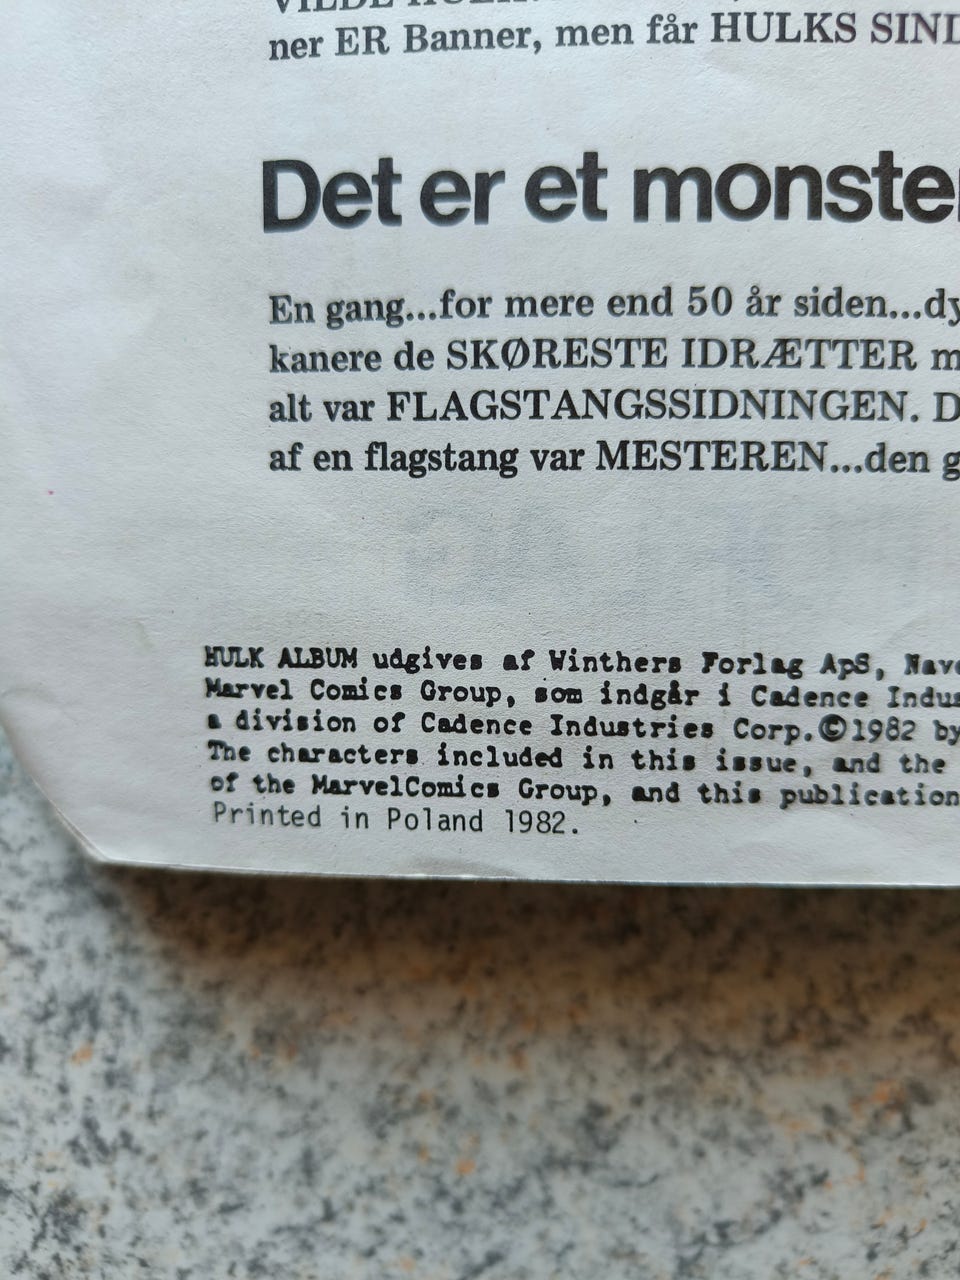 VILDE
ner ER Banner, men får HULKS SIND
Det er et monster
En gang...for mere end 50 år siden...dy
kanere de SKØRESTE IDRÆTTER m
alt var FLAGSTANGSSIDNINGEN. D
af en flagstang var MESTEREN...den g
HULK ALBUM udgives af Winthers Forlag ApS, Nave
Marvel Comics Group, som indgår i Cadence Indus
a division of Cadence Industries Corp.©1982 by
The characters included in this issue, and the
of the MarvelComics Group, and this publication
Printed in Poland 1982.